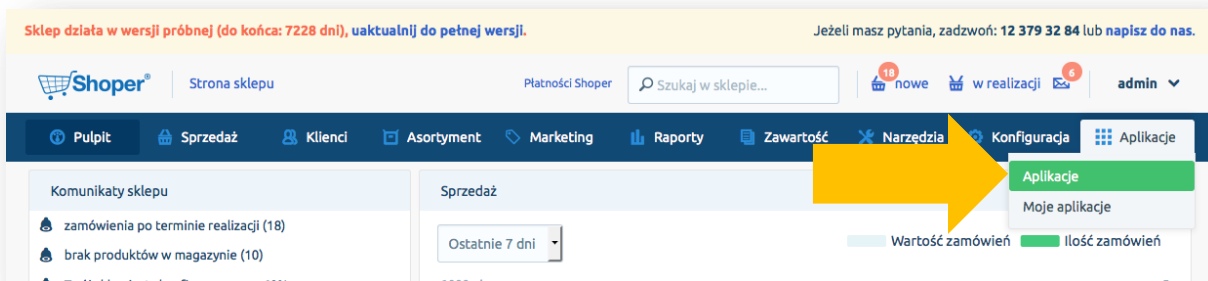 Sklep działa w wersji próbnej (do końca: 7228 dni), uaktualnij do pełnej wersji.
Jeżeli masz pytania, zadzwoń: 12 379 32 84 lub napisz do nas.
Shoper®
Strona sklepu
Płatności Shoper
Szukaj w sklepie...
18
nowe
w realizacji
6
admin
Pulpit
Sprzedaż
Klienci
Asortyment
Marketing
Raporty
Zawartość
Narzędzia
Konfiguracja
Aplikacje
Aplikacje
Moje aplikacje
Komunikaty sklepu
zamówienia po terminie realizacji (18)
brak produktów w magazynie (10)
Sprzedaż
Ostatnie 7 dni
Wartość zamówień
Ilość zamówień